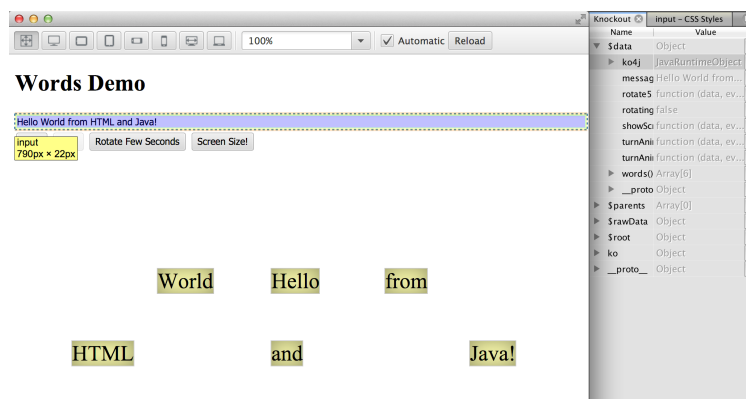 100%
Automatic
Reload
Words Demo
Hello World from HTML and Java!
input
790px × 22px
Rotate Few Seconds
Screen Size!
World Hello from
HTML and Java!
Knockout
input – CSS Styles
Name Value
$data Object
ko4j JavaRuntimeObject
messag Hello World from...
rotate5 function (data, ev...
rotating false
showSc function (data, ev...
turnAni function (data, ev...
turnAni function (data, ev...
words() Array[6]
__proto Object
$parents Array[0]
$rawData Object
$root Object
ko Object
__proto__ Object